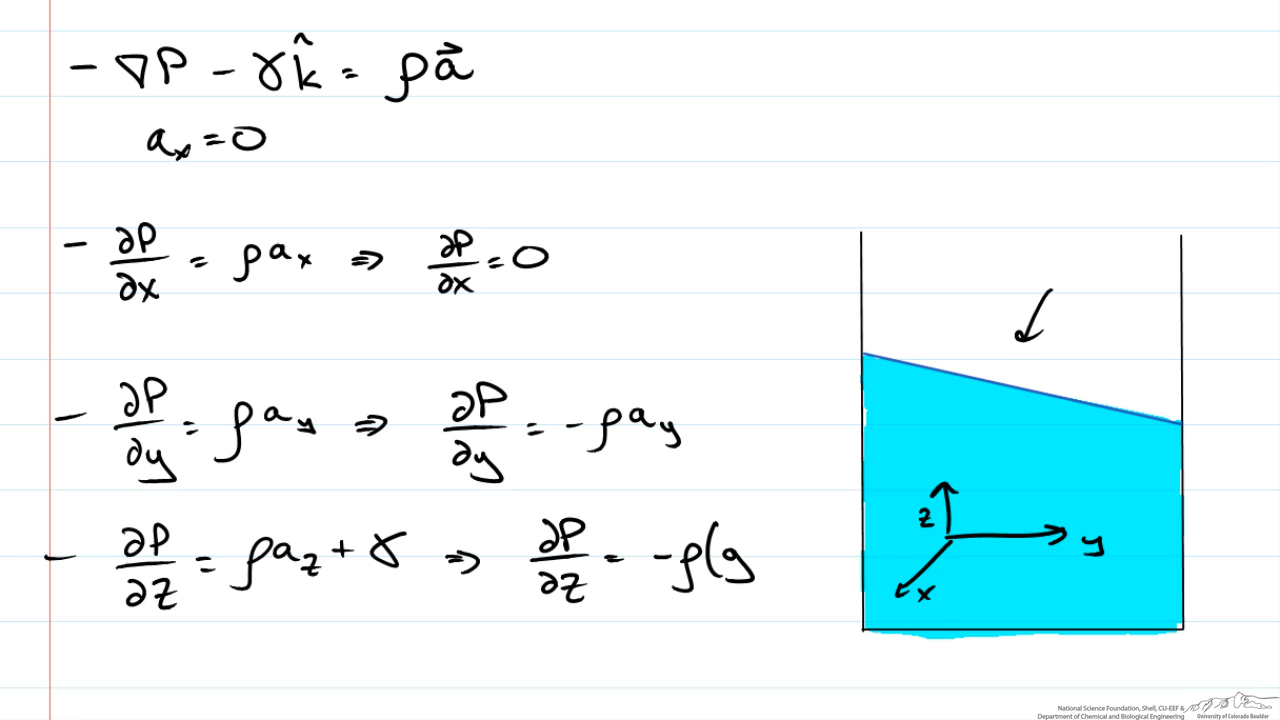 - ∇P - γk̂ = ρa⃗
aₓ = 0
- ∂P/∂x = ρaₓ ⇒ ∂P/∂x = 0
- ∂P/∂y = ρa_y ⇒ ∂P/∂y = -ρa_y
- ∂P/∂z = ρa_z + γ ⇒ ∂P/∂z = -ρ(g
z
y
x
National Science Foundation, Shell, CU-EEF &
Department of Chemical and Biological Engineering
University of Colorado Boulder